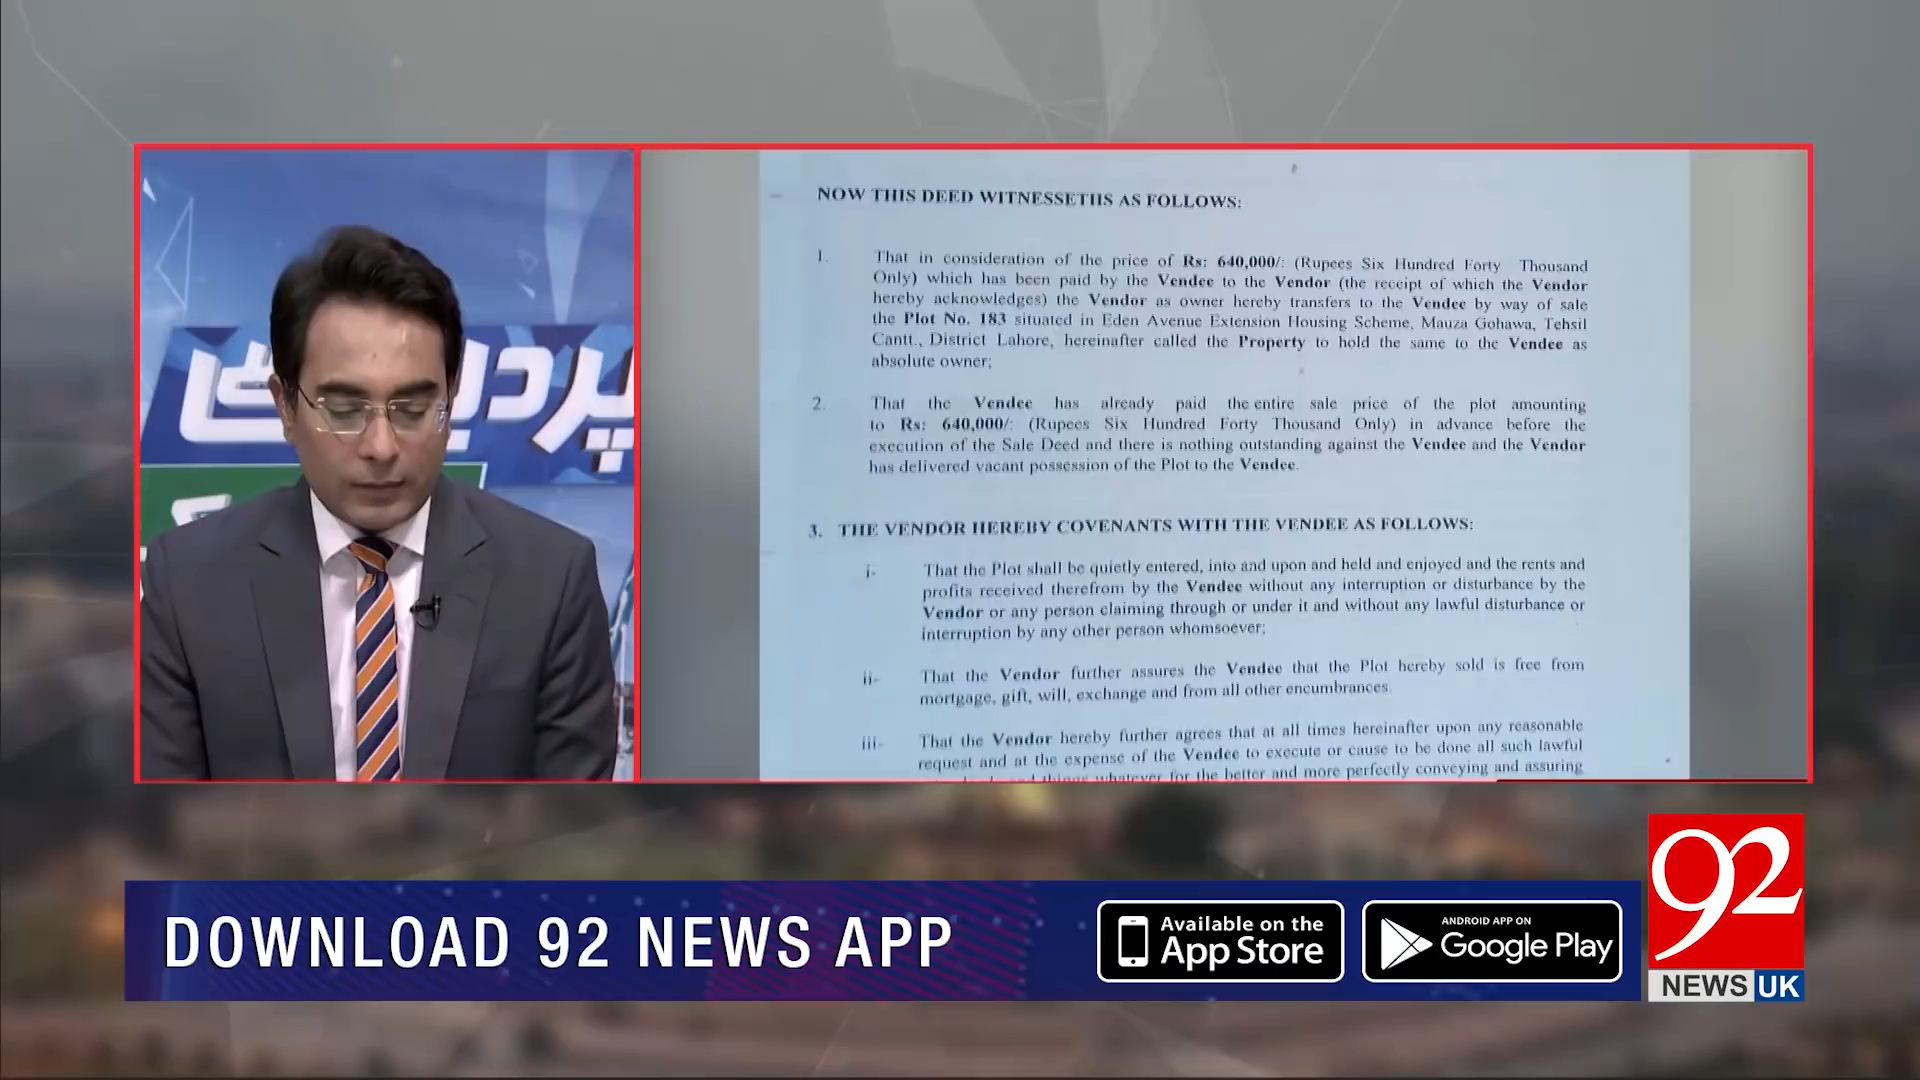 پردیس
NOW THIS DEED WITNESSETHS AS FOLLOWS:
1. That in consideration of the price of Rs: 640,000/: (Rupees Six Hundred Forty Thousand
Only) which has been paid by the Vendee to the Vendor (the receipt of which the Vendor
hereby acknowledges) the Vendor as owner hereby transfers to the Vendee by way of sale
the Plot No. 183 situated in Eden Avenue Extension Housing Scheme, Mauza Gohawa, Tehsil
Cantt., District Lahore, hereinafter called the Property to hold the same to the Vendee as
absolute owner;
2. That the Vendee has already paid the entire sale price of the plot amounting
to Rs: 640,000/: (Rupees Six Hundred Forty Thousand Only) in advance before the
execution of the Sale Deed and there is nothing outstanding against the Vendee and the Vendor
has delivered vacant possession of the Plot to the Vendee.
3. THE VENDOR HEREBY COVENANTS WITH THE VENDEE AS FOLLOWS:
i- That the Plot shall be quietly entered, into and upon and held and enjoyed and the rents and
profits received therefrom by the Vendee without any interruption or disturbance by the
Vendor or any person claiming through or under it and without any lawful disturbance or
interruption by any other person whomsoever;
ii- That the Vendor further assures the Vendee that the Plot hereby sold is free from
mortgage, gift, will, exchange and from all other encumbrances.
iii- That the Vendor hereby further agrees that at all times hereinafter upon any reasonable
request and at the expense of the Vendee to execute or cause to be done all such lawful
things whatever for the better and more perfectly conveying and assuring
DOWNLOAD 92 NEWS APP
Available on the
App Store
ANDROID APP ON
Google Play
92
NEWS UK